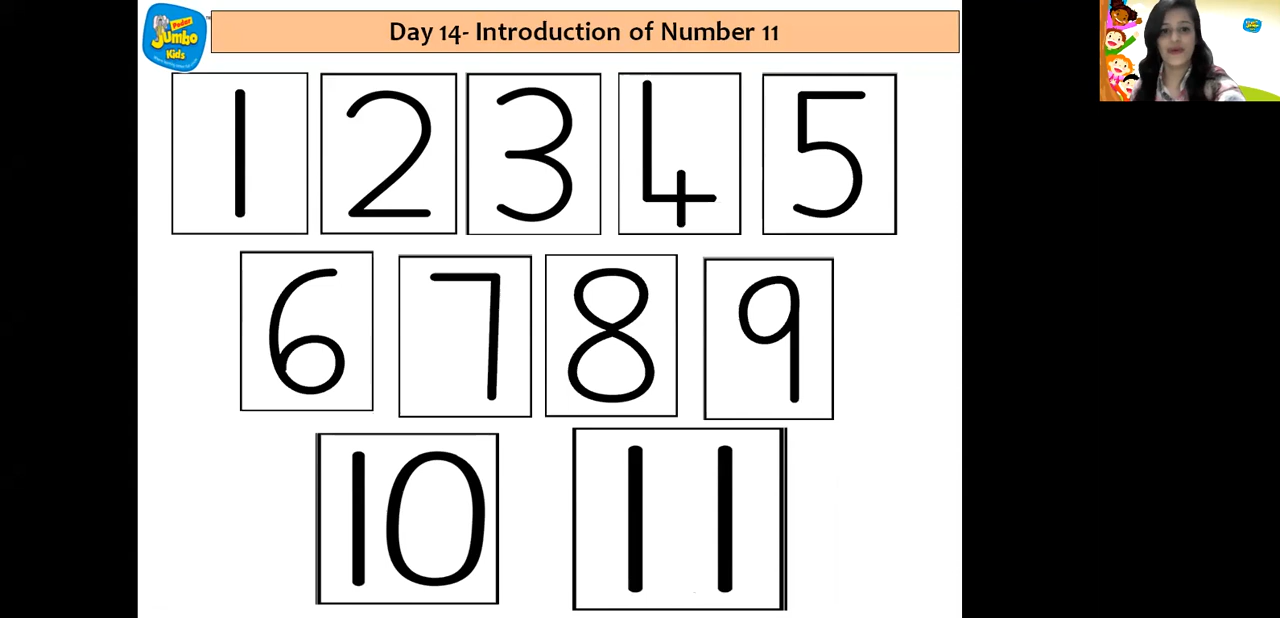 Podar
Jumbo
Kids
Day 14- Introduction of Number 11
1 2 3 4 5
6 7 8 9
10 11